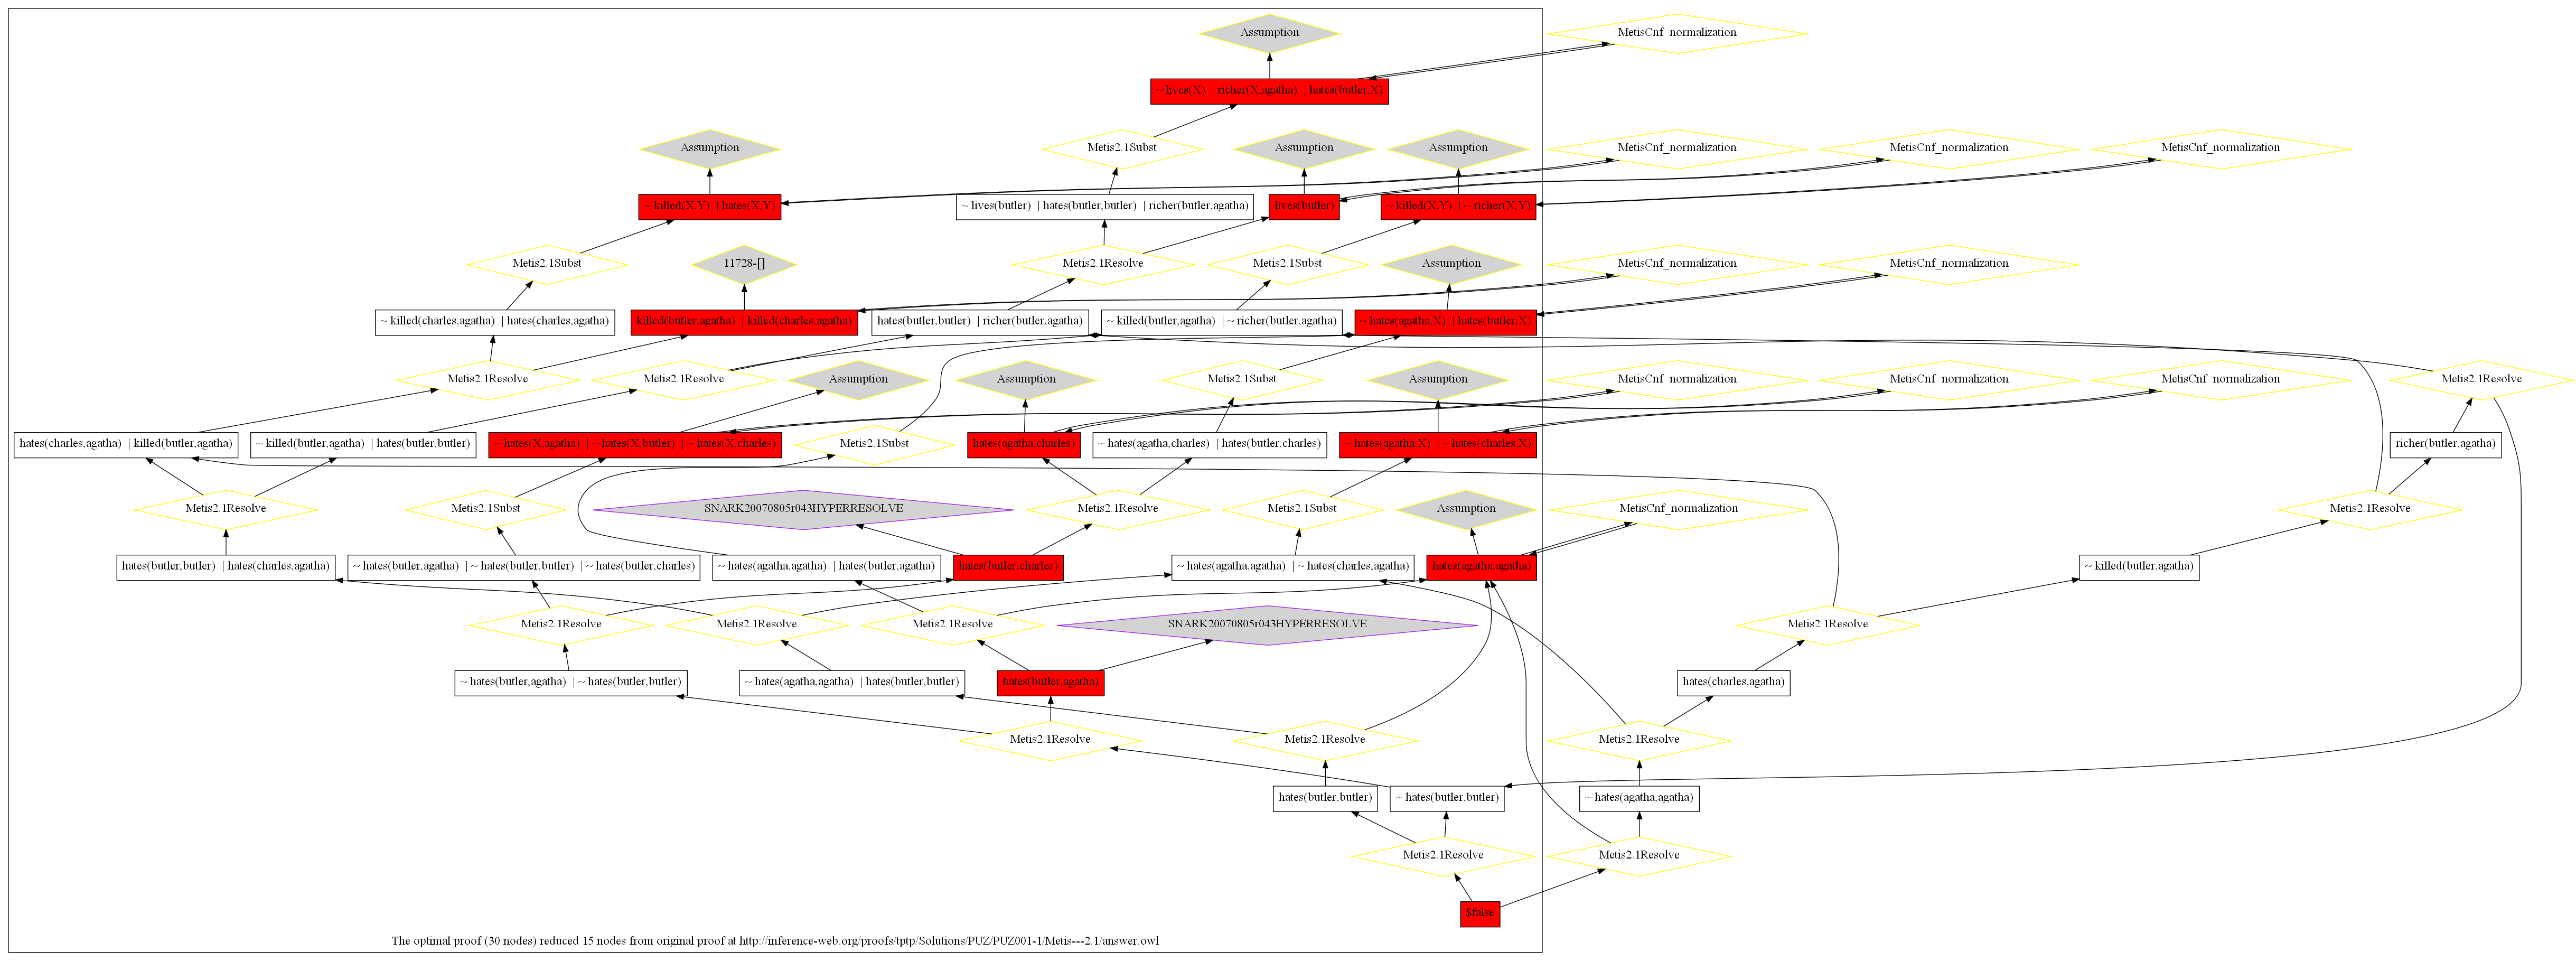 Assumption
MetisCnf_normalization
~ lives(X) | richer(X,agatha) | hates(butler,X)
Assumption
Metis2.1Subst
Assumption
Assumption
MetisCnf_normalization
MetisCnf_normalization
MetisCnf_normalization
~ killed(X,Y) | hates(X,Y)
~ lives(butler) | hates(butler,butler) | richer(butler,agatha)
lives(butler)
~ killed(X,Y) | ~ richer(X,Y)
Metis2.1Subst
11728-[]
Metis2.1Resolve
Metis2.1Subst
Assumption
MetisCnf_normalization
MetisCnf_normalization
~ killed(charles,agatha) | hates(charles,agatha)
killed(butler,agatha) | killed(charles,agatha)
hates(butler,butler) | richer(butler,agatha)
~ killed(butler,agatha) | ~ richer(butler,agatha)
~ hates(agatha,X) | hates(butler,X)
Metis2.1Resolve
Metis2.1Resolve
Assumption
Assumption
Metis2.1Subst
Assumption
MetisCnf_normalization
MetisCnf_normalization
MetisCnf_normalization
Metis2.1Resolve
hates(charles,agatha) | killed(butler,agatha)
~ killed(butler,agatha) | hates(butler,butler)
~ hates(X,agatha) | ~ hates(X,butler) | ~ hates(X,charles)
Metis2.1Subst
hates(agatha,charles)
~ hates(agatha,charles) | hates(butler,charles)
~ hates(agatha,X) | ~ hates(charles,X)
richer(butler,agatha)
Metis2.1Resolve
Metis2.1Subst
SNARK20070805r043HYPERRESOLVE
Metis2.1Resolve
Metis2.1Subst
Assumption
MetisCnf_normalization
Metis2.1Resolve
hates(butler,butler) | hates(charles,agatha)
~ hates(butler,agatha) | ~ hates(butler,butler) | ~ hates(butler,charles)
~ hates(agatha,agatha) | hates(butler,agatha)
hates(butler,charles)
~ hates(agatha,agatha) | ~ hates(charles,agatha)
hates(agatha,agatha)
~ killed(butler,agatha)
Metis2.1Resolve
Metis2.1Resolve
Metis2.1Resolve
SNARK20070805r043HYPERRESOLVE
Metis2.1Resolve
~ hates(butler,agatha) | ~ hates(butler,butler)
~ hates(agatha,agatha) | hates(butler,butler)
hates(butler,agatha)
hates(charles,agatha)
Metis2.1Resolve
Metis2.1Resolve
Metis2.1Resolve
hates(butler,butler)
~ hates(butler,butler)
~ hates(agatha,agatha)
Metis2.1Resolve
Metis2.1Resolve
$false
The optimal proof (30 nodes) reduced 15 nodes from original proof at http://inference-web.org/proofs/tptp/Solutions/PUZ/PUZ001-1/Metis---2.1/answer.owl